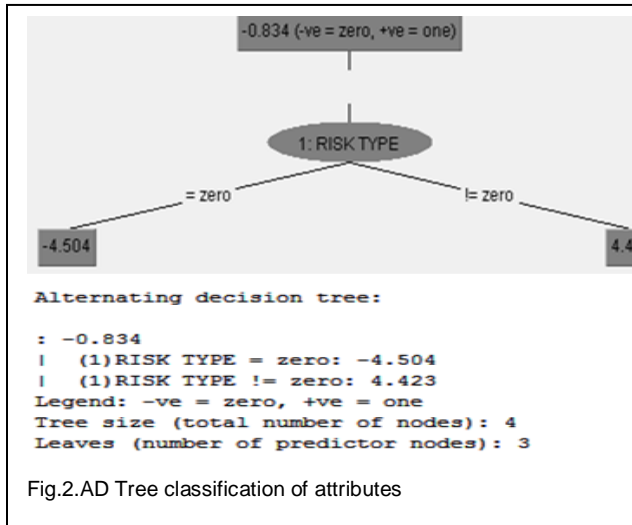 -0.834 (-ve = zero, +ve = one)
1: RISK TYPE
= zero
!= zero
-4.504
Alternating decision tree:
: -0.834
| (1)RISK TYPE = zero: -4.504
| (1)RISK TYPE != zero: 4.423
Legend: -ve = zero, +ve = one
Tree size (total number of nodes): 4
Leaves (number of predictor nodes): 3
Fig.2.AD Tree classification of attributes